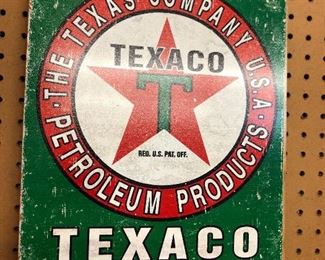 THE TEXAS COMPANY U.S.A.
TEXACO
T
REG. U.S. PAT. OFF.
PETROLEUM PRODUCTS
TEXACO